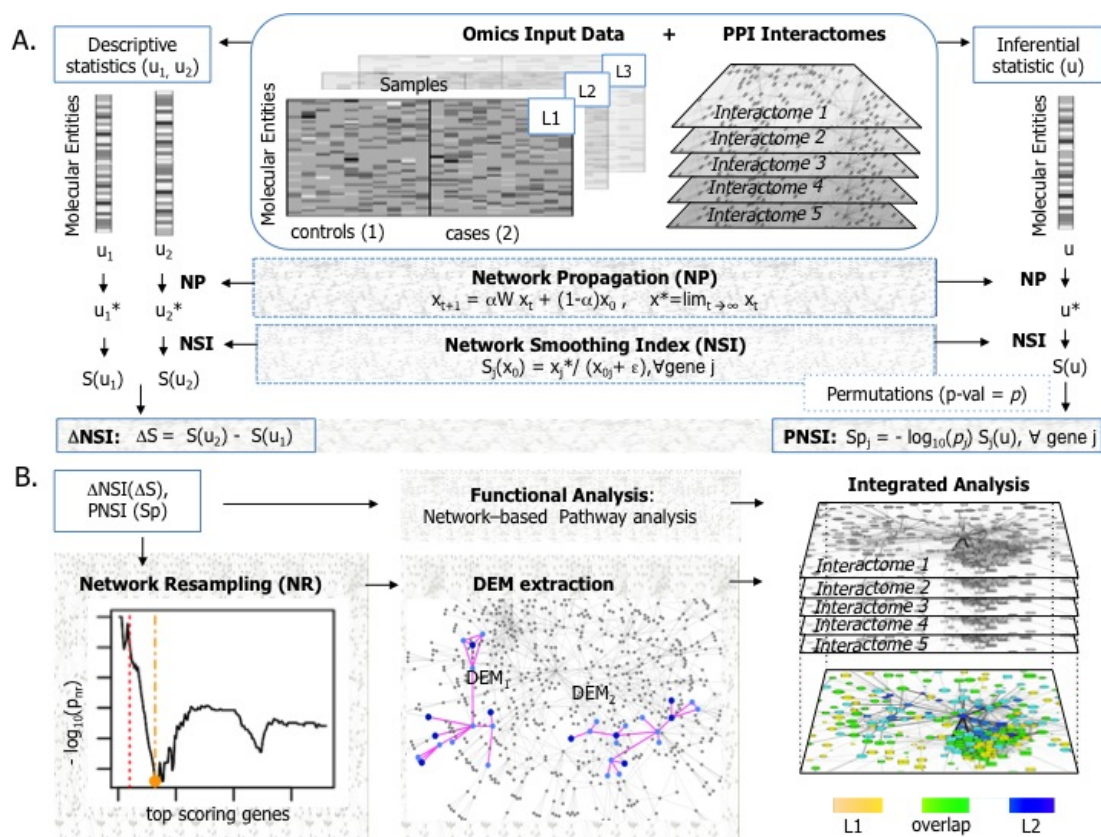 A.
Descriptive
statistics (u₁, u₂)
Omics Input Data + PPI Interactomes
Inferential
statistic (u)
Molecular Entities
Molecular Entities
Samples
L1
L2
L3
controls (1)
cases (2)
Interactome 1
Interactome 2
Interactome 3
Interactome 4
Interactome 5
Molecular Entities
u₁
u₂
u
NP
Network Propagation (NP)
xₜ₊₁ = αW xₜ + (1-α)x₀ , x*=limₜ→∞ xₜ
NP
u₁*
u₂*
u*
NSI
Network Smoothing Index (NSI)
Sⱼ(x₀) = xⱼ*/ (x₀ⱼ+ ε),∀gene j
NSI
S(u₁)
S(u₂)
S(u)
Permutations (p-val = p)
ΔNSI: ΔS = S(u₂) - S(u₁)
PNSI: Spⱼ = - log₁₀(pⱼ) Sⱼ(u), ∀ gene j
B.
ΔNSI(ΔS),
PNSI (Sp)
Functional Analysis:
Network–based Pathway analysis
Integrated Analysis
Network Resampling (NR)
- log₁₀(pₙᵣ)
top scoring genes
DEM extraction
DEM₁
DEM₂
Interactome 1
Interactome 2
Interactome 3
Interactome 4
Interactome 5
L1
overlap
L2